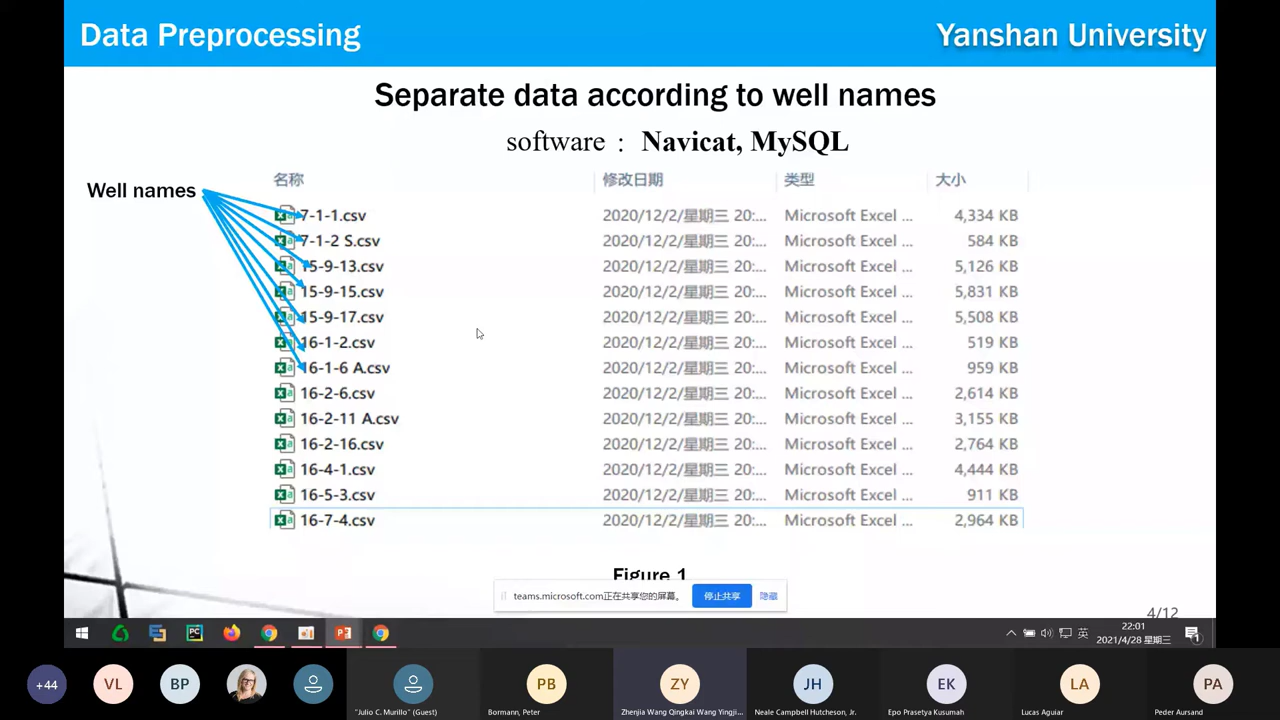 Data Preprocessing
Yanshan University
Separate data according to well names
software： Navicat, MySQL
Well names
名称 修改日期 类型 大小
7-1-1.csv 2020/12/2/星期三 20:... Microsoft Excel ... 4,334 KB
7-1-2 S.csv 2020/12/2/星期三 20:... Microsoft Excel ... 584 KB
15-9-13.csv 2020/12/2/星期三 20:... Microsoft Excel ... 5,126 KB
15-9-15.csv 2020/12/2/星期三 20:... Microsoft Excel ... 5,831 KB
15-9-17.csv 2020/12/2/星期三 20:... Microsoft Excel ... 5,508 KB
16-1-2.csv 2020/12/2/星期三 20:... Microsoft Excel ... 519 KB
16-1-6 A.csv 2020/12/2/星期三 20:... Microsoft Excel ... 959 KB
16-2-6.csv 2020/12/2/星期三 20:... Microsoft Excel ... 2,614 KB
16-2-11 A.csv 2020/12/2/星期三 20:... Microsoft Excel ... 3,155 KB
16-2-16.csv 2020/12/2/星期三 20:... Microsoft Excel ... 2,764 KB
16-4-1.csv 2020/12/2/星期三 20:... Microsoft Excel ... 4,444 KB
16-5-3.csv 2020/12/2/星期三 20:... Microsoft Excel ... 911 KB
16-7-4.csv 2020/12/2/星期三 20:... Microsoft Excel ... 2,964 KB
Figure 1
teams.microsoft.com正在共享您的屏幕。 停止共享 隐藏
4/12
英
22:01
2021/4/28 星期三
1
+44 VL BP PB ZY JH EK LA PA
"Julio C. Murillo" (Guest) Bormann, Peter Zhenjia Wang Qingkai Wang Yingji... Neale Campbell Hutcheson, Jr. Epo Prasetya Kusumah Lucas Aguiar Peder Aursand